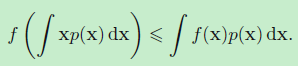 f(∫ 𝐱p(𝐱) d𝐱) ⩽ ∫ f(𝐱)p(𝐱) d𝐱.